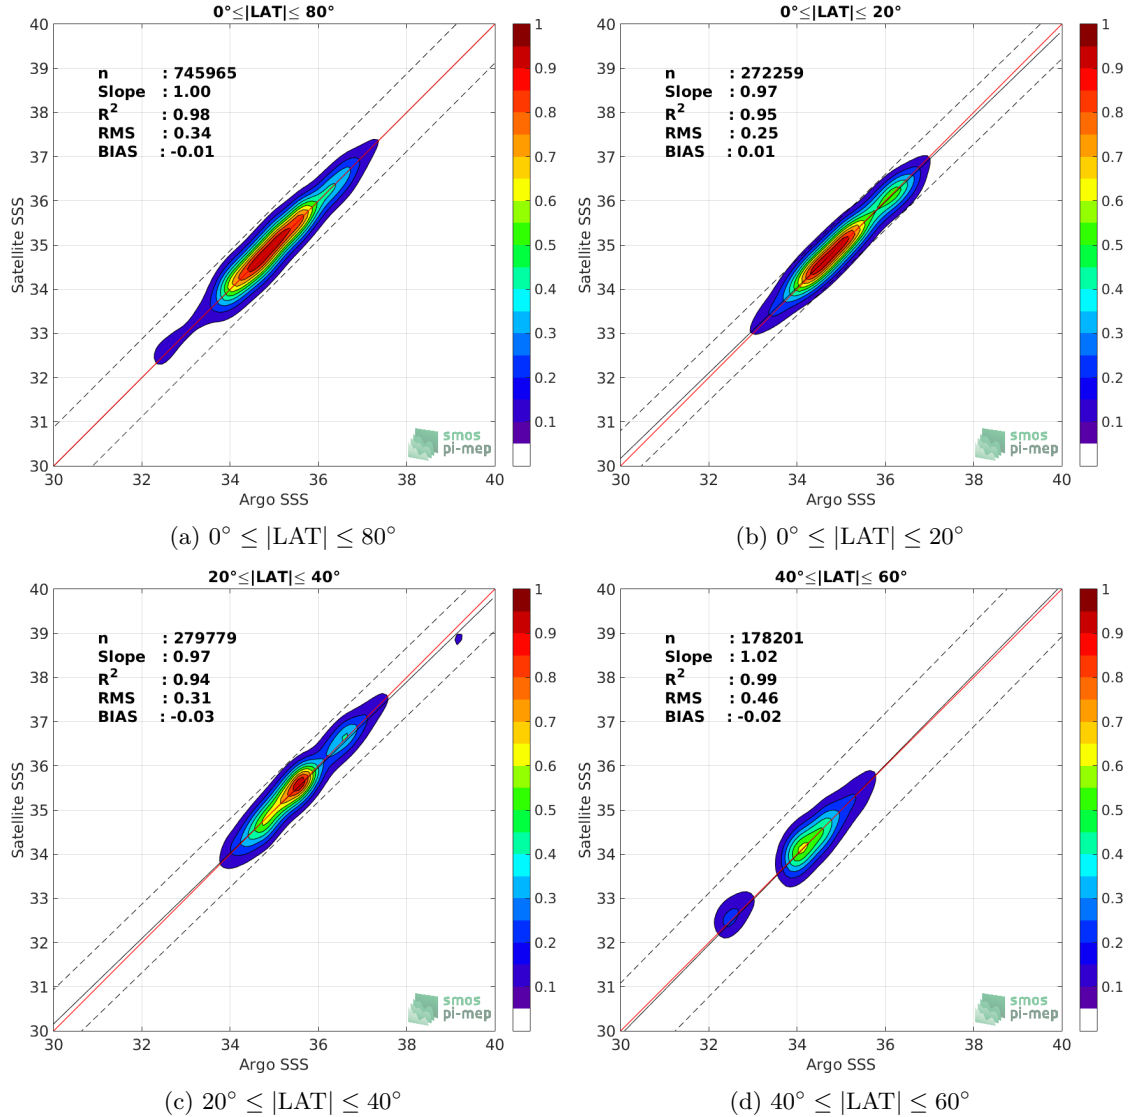 0°≤|LAT|≤ 80°
n : 745965
Slope : 1.00
R² : 0.98
RMS : 0.34
BIAS : -0.01
40
39
38
37
36
35
34
33
32
31
30
Satellite SSS
30 32 34 36 38 40
Argo SSS
1
0.9
0.8
0.7
0.6
0.5
0.4
0.3
0.2
0.1
smos
pi-mep
(a) 0° ≤ |LAT| ≤ 80°
0°≤|LAT|≤ 20°
n : 272259
Slope : 0.97
R² : 0.95
RMS : 0.25
BIAS : 0.01
40
39
38
37
36
35
34
33
32
31
30
Satellite SSS
30 32 34 36 38 40
Argo SSS
1
0.9
0.8
0.7
0.6
0.5
0.4
0.3
0.2
0.1
smos
pi-mep
(b) 0° ≤ |LAT| ≤ 20°
20°≤|LAT|≤ 40°
n : 279779
Slope : 0.97
R² : 0.94
RMS : 0.31
BIAS : -0.03
40
39
38
37
36
35
34
33
32
31
30
Satellite SSS
30 32 34 36 38 40
Argo SSS
1
0.9
0.8
0.7
0.6
0.5
0.4
0.3
0.2
0.1
smos
pi-mep
(c) 20° ≤ |LAT| ≤ 40°
40°≤|LAT|≤ 60°
n : 178201
Slope : 1.02
R² : 0.99
RMS : 0.46
BIAS : -0.02
40
39
38
37
36
35
34
33
32
31
30
Satellite SSS
30 32 34 36 38 40
Argo SSS
1
0.9
0.8
0.7
0.6
0.5
0.4
0.3
0.2
0.1
smos
pi-mep
(d) 40° ≤ |LAT| ≤ 60°